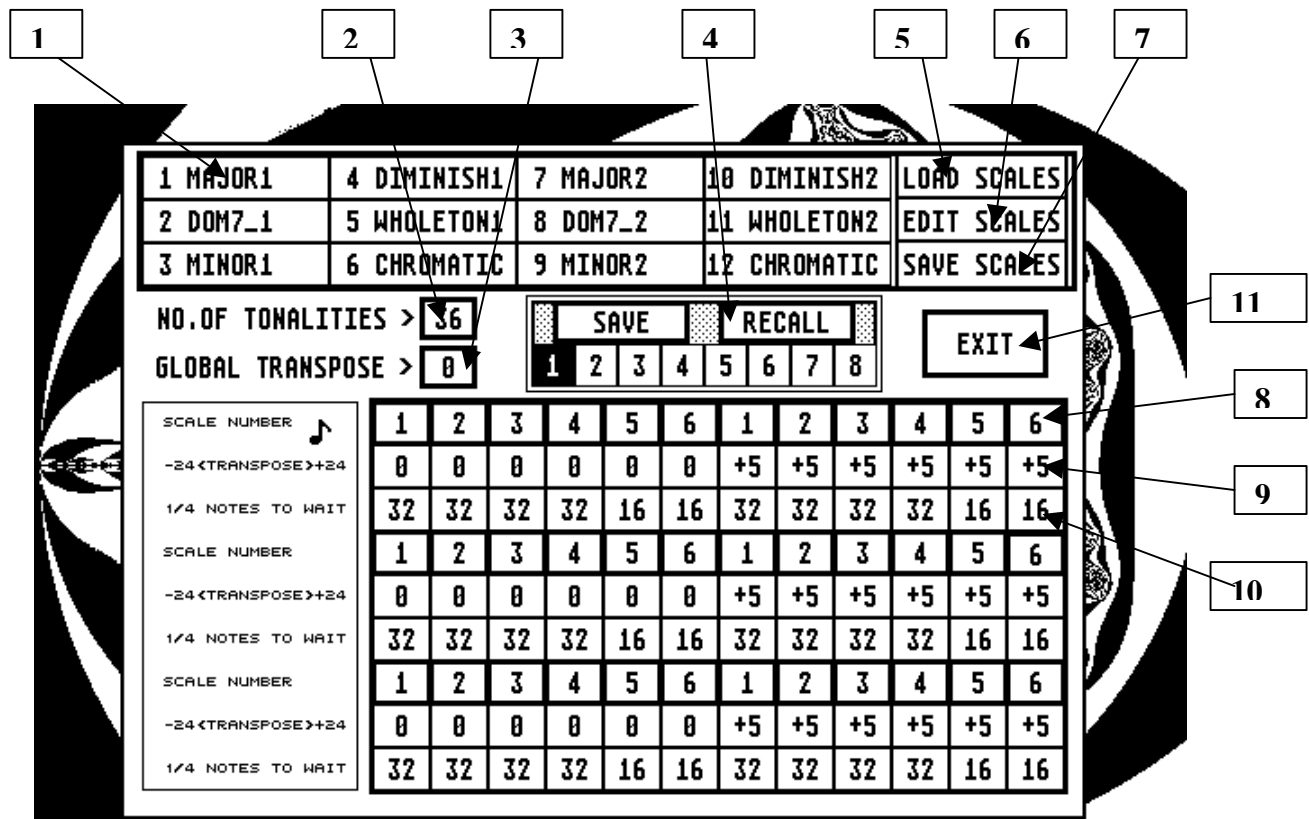 1 2 3 4 5 6 7
1 MAJOR1 4 DIMINISH1 7 MAJOR2 10 DIMINISH2 LOAD SCALES
2 DOM7_1 5 WHOLETON1 8 DOM7_2 11 WHOLETON2 EDIT SCALES
3 MINOR1 6 CHROMATIC 9 MINOR2 12 CHROMATIC SAVE SCALES
NO.OF TONALITIES > 36 SAVE RECALL EXIT 11
GLOBAL TRANSPOSE > 0 1 2 3 4 5 6 7 8
SCALE NUMBER 1 2 3 4 5 6 1 2 3 4 5 6 8
-24<TRANSPOSE>+24 0 0 0 0 0 0 +5 +5 +5 +5 +5 +5 9
1/4 NOTES TO WAIT 32 32 32 32 16 16 32 32 32 32 16 16
SCALE NUMBER 1 2 3 4 5 6 1 2 3 4 5 6
-24<TRANSPOSE>+24 0 0 0 0 0 0 +5 +5 +5 +5 +5 +5 10
1/4 NOTES TO WAIT 32 32 32 32 16 16 32 32 32 32 16 16
SCALE NUMBER 1 2 3 4 5 6 1 2 3 4 5 6
-24<TRANSPOSE>+24 0 0 0 0 0 0 +5 +5 +5 +5 +5 +5
1/4 NOTES TO WAIT 32 32 32 32 16 16 32 32 32 32 16 16